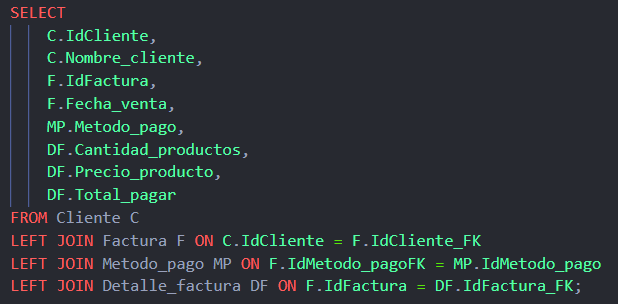 SELECT
C.IdCliente,
C.Nombre_cliente,
F.IdFactura,
F.Fecha_venta,
MP.Metodo_pago,
DF.Cantidad_productos,
DF.Precio_producto,
DF.Total_pagar
FROM Cliente C
LEFT JOIN Factura F ON C.IdCliente = F.IdCliente_FK
LEFT JOIN Metodo_pago MP ON F.IdMetodo_pagoFK = MP.IdMetodo_pago
LEFT JOIN Detalle_factura DF ON F.IdFactura = DF.IdFactura_FK;